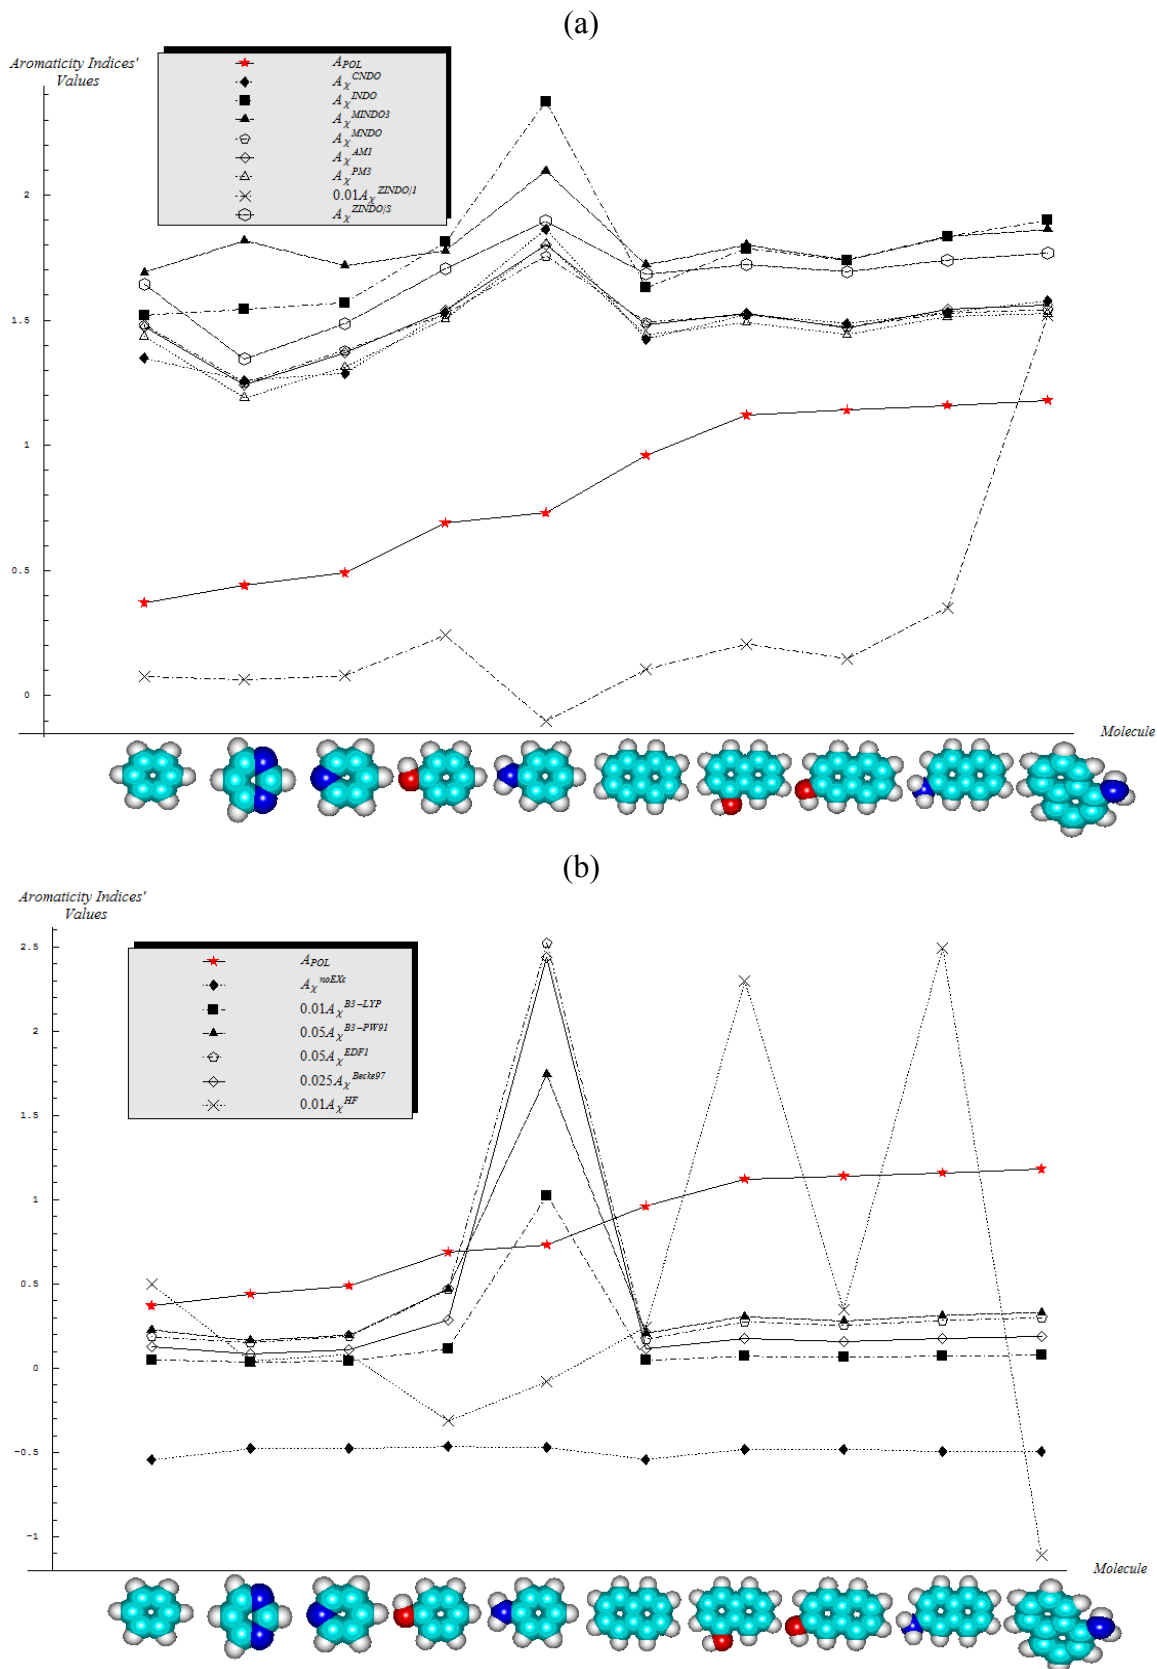 (a)
Aromaticity Indices'
Values
A_POL
A_χ^CNDO
A_χ^INDO
A_χ^MINDO3
A_χ^MNDO
A_χ^AM1
A_χ^PM3
0.01A_χ^ZINDO/1
A_χ^ZINDO/S
2
1.5
1
0.5
0
Molecule
(b)
Aromaticity Indices'
Values
A_POL
A_χ^noEXc
0.01A_χ^B3-LYP
0.05A_χ^B3-PW91
0.05A_χ^EDF1
0.025A_χ^Becke97
0.01A_χ^HF
2.5
2
1.5
1
0.5
0
-0.5
-1
Molecule